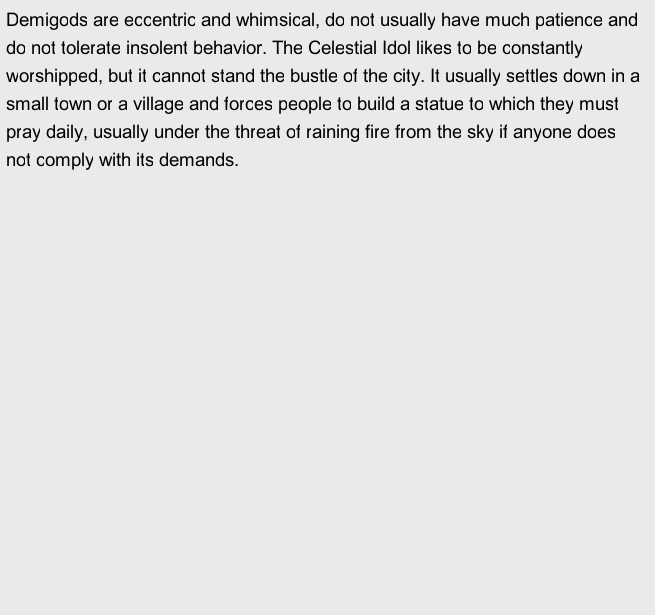 Demigods are eccentric and whimsical, do not usually have much patience and
do not tolerate insolent behavior. The Celestial Idol likes to be constantly
worshipped, but it cannot stand the bustle of the city. It usually settles down in a
small town or a village and forces people to build a statue to which they must
pray daily, usually under the threat of raining fire from the sky if anyone does
not comply with its demands.